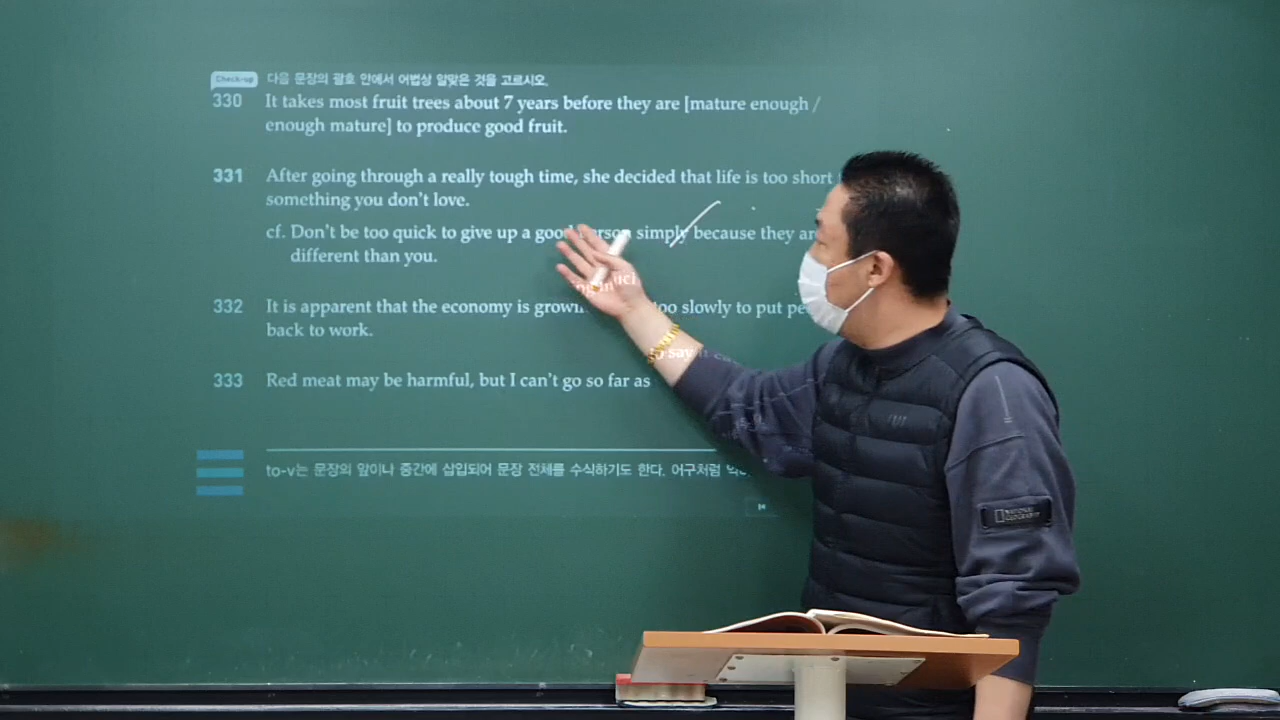 Check-up 다음 문장의 괄호 안에서 어법상 알맞은 것을 고르시오.
330 It takes most fruit trees about 7 years before they are [mature enough /
enough mature] to produce good fruit.
331 After going through a really tough time, she decided that life is too short
something you don't love.
cf. Don't be too quick to give up a good person simply because they are
different than you.
332 It is apparent that the economy is growing too slowly to put
back to work.
333 Red meat may be harmful, but I can't go so far as
to say
to-v는 문장의 앞이나 중간에 삽입되어 문장 전체를 수식하기도 한다. 어구처럼
NATIONAL
GEOGRAPHIC